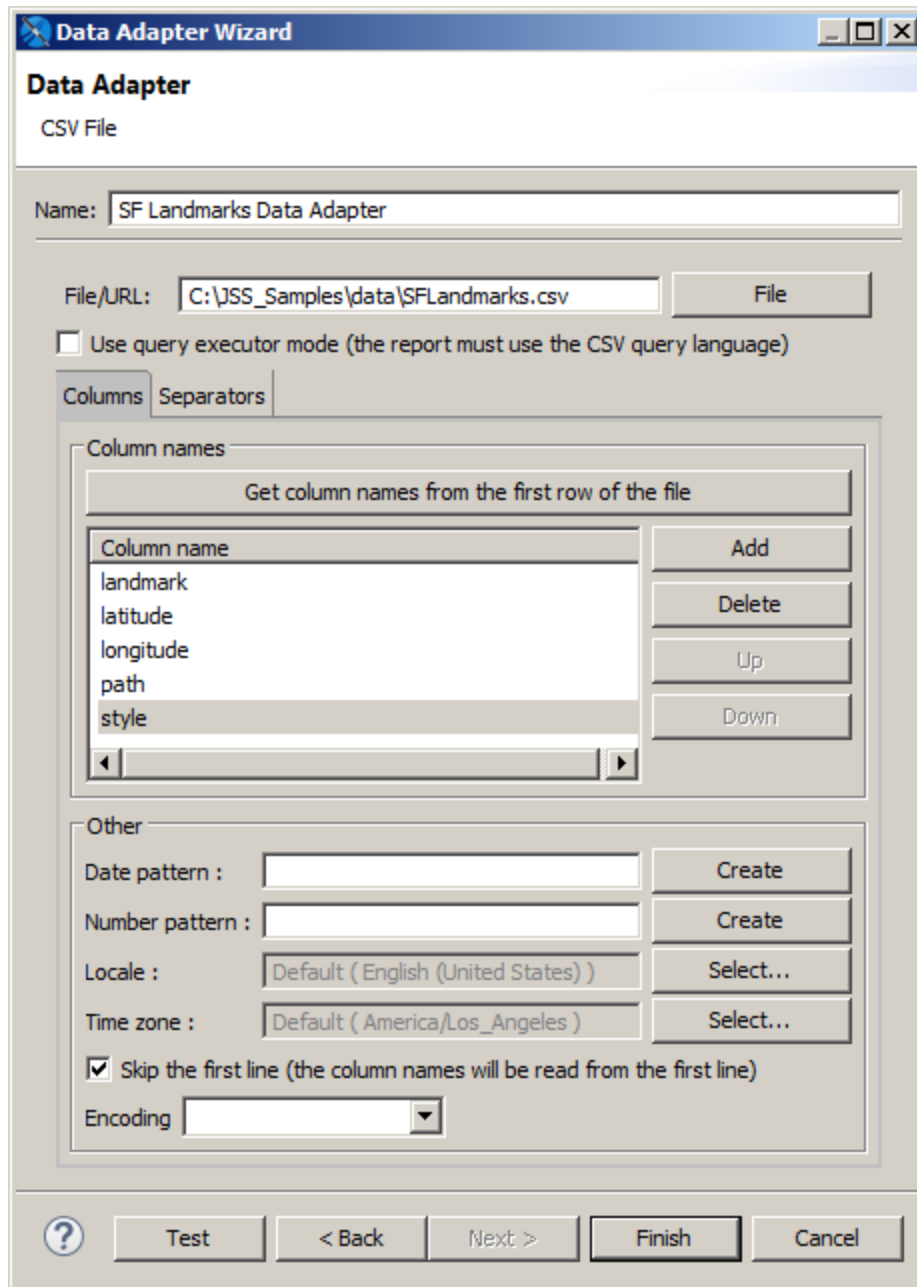 Data Adapter Wizard
Data Adapter
CSV File
Name: SF Landmarks Data Adapter
File/URL: C:\JSS_Samples\data\SFLandmarks.csv File
Use query executor mode (the report must use the CSV query language)
Columns Separators
Column names
Get column names from the first row of the file
Column name Add
landmark
latitude Delete
longitude Up
path
style Down
Other
Date pattern : Create
Number pattern : Create
Locale : Default ( English (United States) ) Select...
Time zone : Default ( America/Los_Angeles ) Select...
Skip the first line (the column names will be read from the first line)
Encoding
? Test < Back Next > Finish Cancel